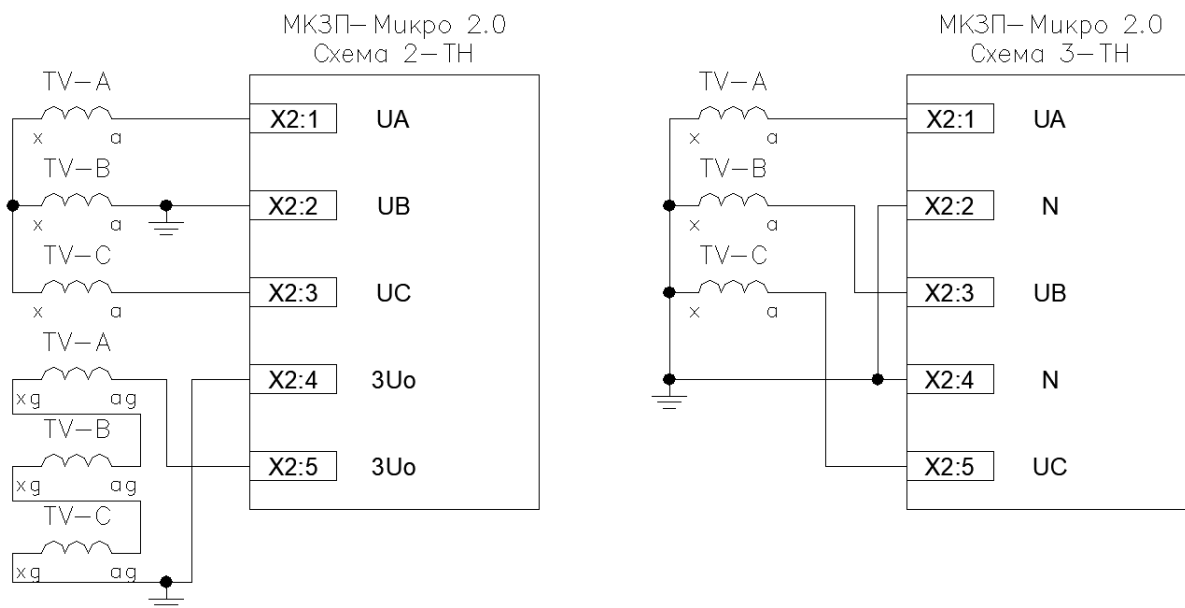 МКЗП-Микро 2.0
Схема 2-ТН
TV-A
x a
X2:1 UA
TV-B
x a
X2:2 UB
TV-C
x a
X2:3 UC
TV-A
xg ag
X2:4 3Uo
TV-B
xg ag
X2:5 3Uo
TV-C
xg ag
МКЗП-Микро 2.0
Схема 3-ТН
TV-A
x a
X2:1 UA
TV-B
x a
X2:2 N
TV-C
x a
X2:3 UB
X2:4 N
X2:5 UC